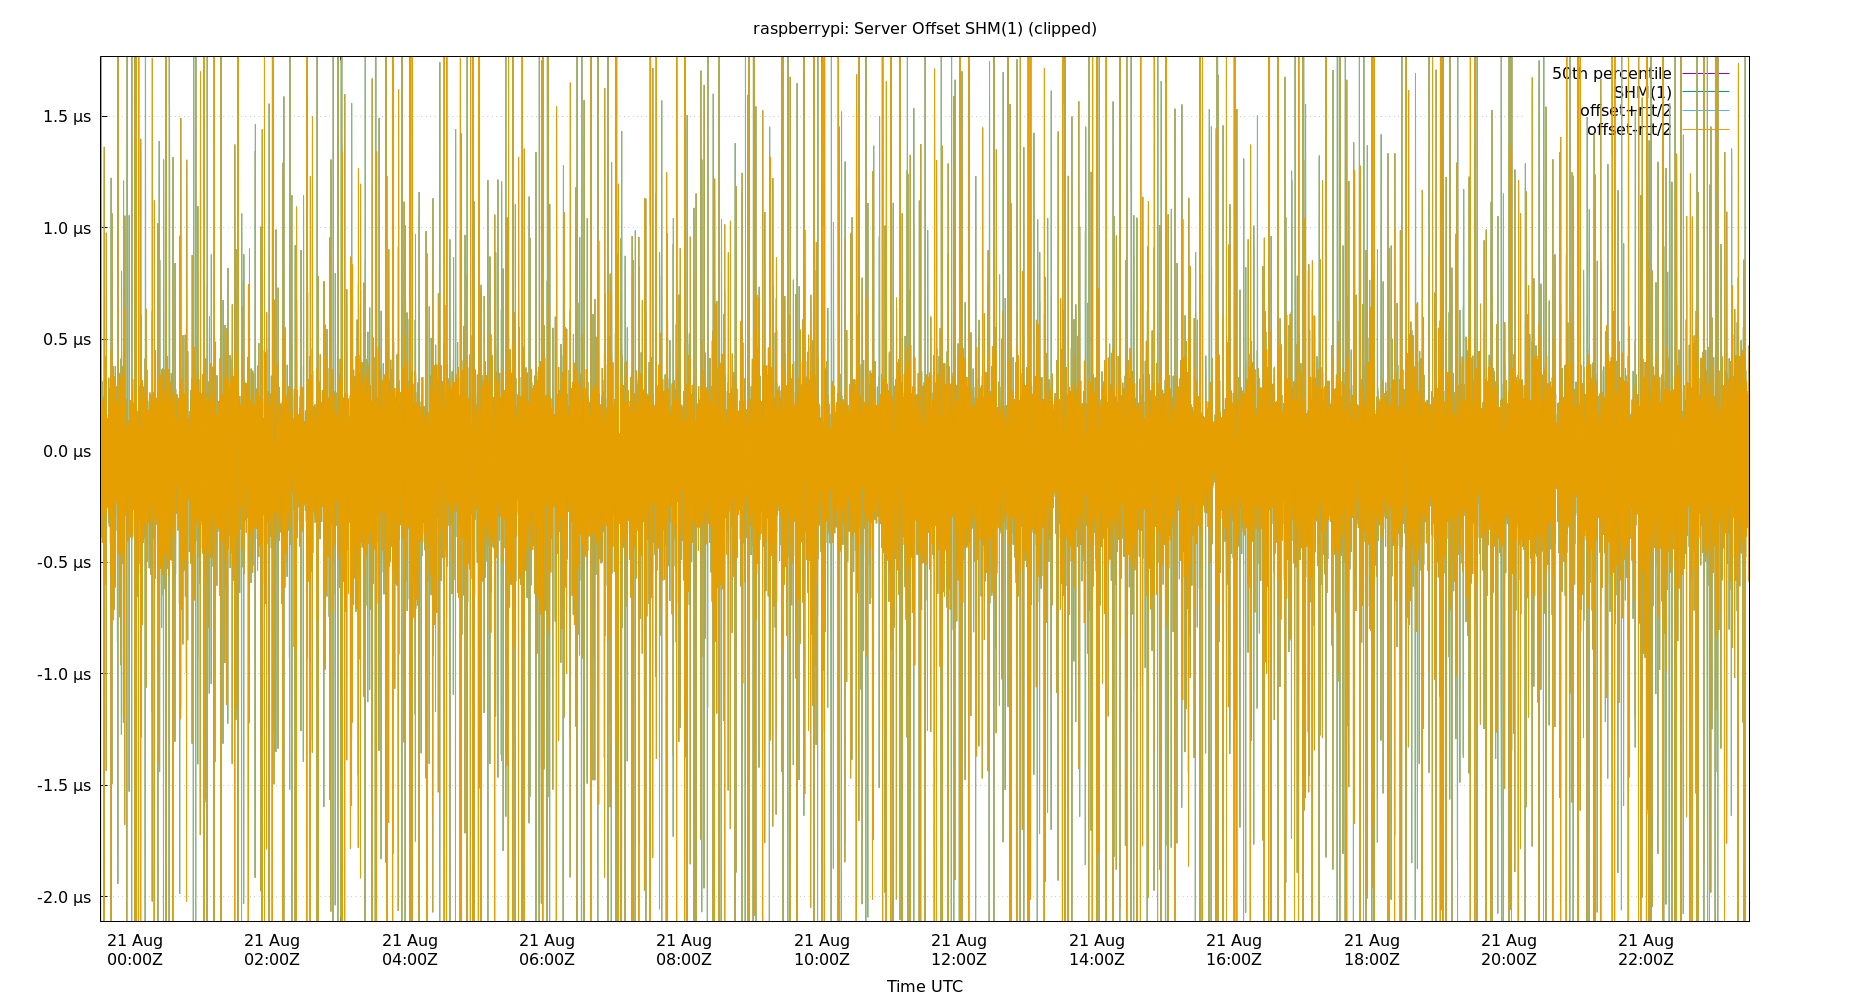 raspberrypi: Server Offset SHM(1) (clipped)
50th percentile
SHM(1)
offset+rtt/2
offset-rtt/2
1.5 µs
1.0 µs
0.5 µs
0.0 µs
-0.5 µs
-1.0 µs
-1.5 µs
-2.0 µs
21 Aug 21 Aug 21 Aug 21 Aug 21 Aug 21 Aug 21 Aug 21 Aug 21 Aug 21 Aug 21 Aug 21 Aug
00:00Z 02:00Z 04:00Z 06:00Z 08:00Z 10:00Z 12:00Z 14:00Z 16:00Z 18:00Z 20:00Z 22:00Z
Time UTC